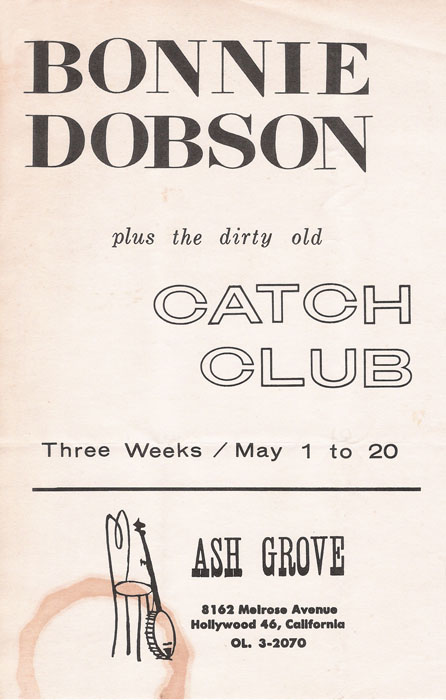 BONNIE
DOBSON
plus the dirty old
CATCH
CLUB
Three Weeks / May 1 to 20
ASH GROVE
8162 Melrose Avenue
Hollywood 46, California
OL. 3-2070